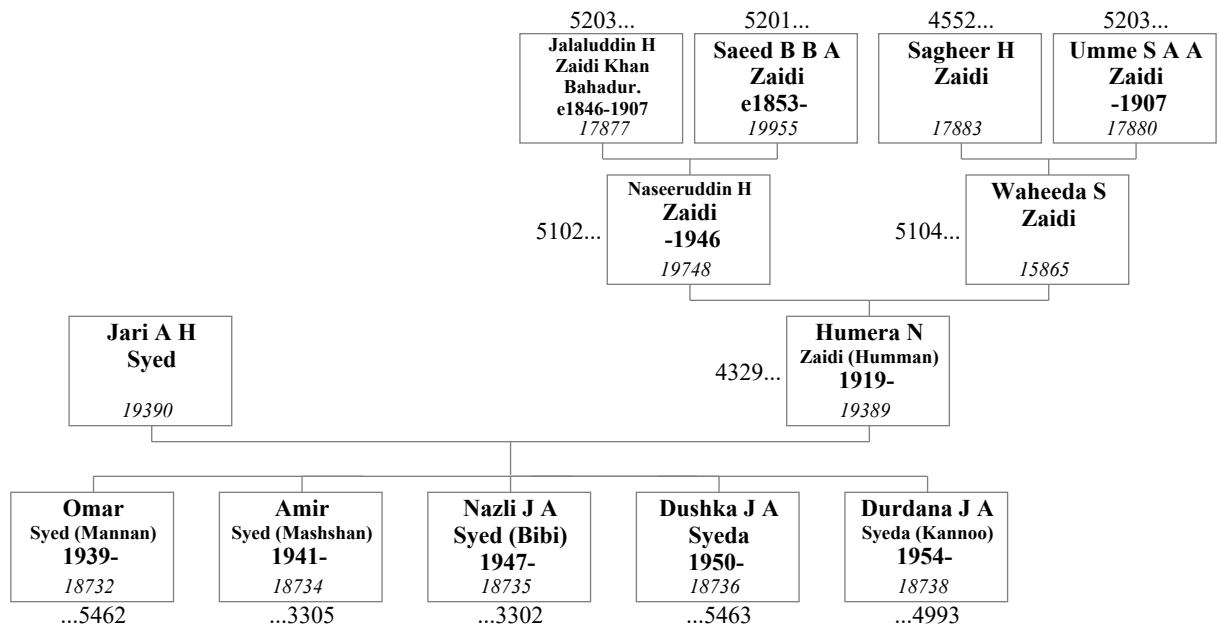 5203...
5201...
4552...
5203...
Jalaluddin H
Zaidi Khan
Bahadur.
e1846-1907
17877
Saeed B B A
Zaidi
e1853-
19955
Sagheer H
Zaidi
17883
Umme S A A
Zaidi
-1907
17880
5102...
Naseeruddin H
Zaidi
-1946
19748
5104...
Waheeda S
Zaidi
15865
Jari A H
Syed
19390
4329...
Humera N
Zaidi (Humman)
1919-
19389
Omar
Syed (Mannan)
1939-
18732
...5462
Amir
Syed (Mashshan)
1941-
18734
...3305
Nazli J A
Syed (Bibi)
1947-
18735
...3302
Dushka J A
Syeda
1950-
18736
...5463
Durdana J A
Syeda (Kannoo)
1954-
18738
...4993